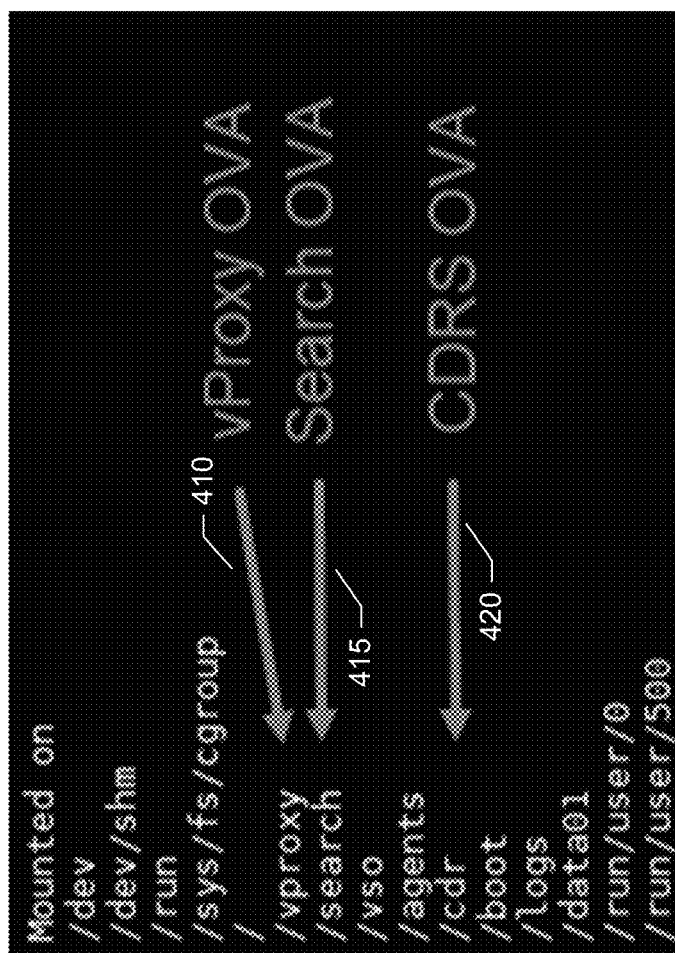 Mounted on
/dev
/dev/shm
/run
/sys/fs/cgroup
/
/vproxy
/search
/vso
/agents
/cdr
/boot
/logs
/data01
/run/user/0
/run/user/500
410
vProxy OVA
415
Search OVA
420
CDRS OVA